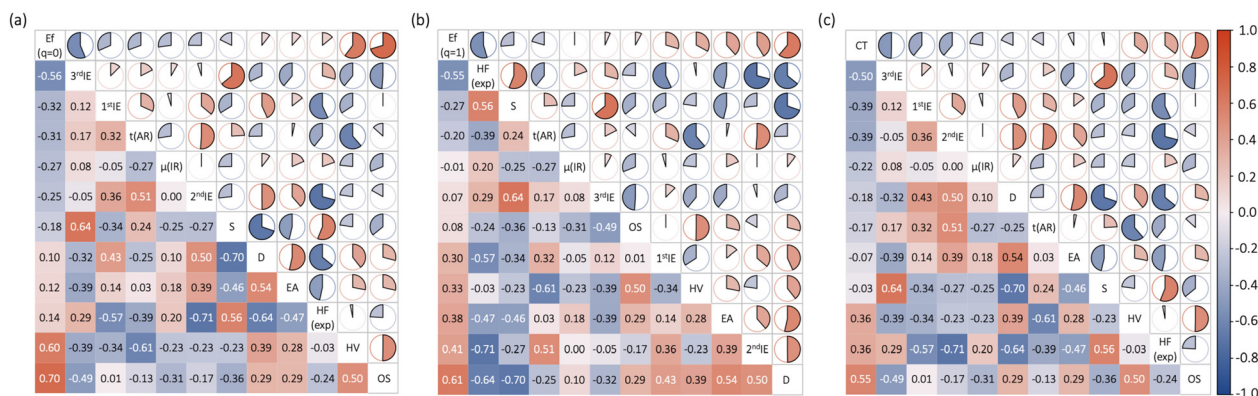 (a)
Ef
(q=0)
-0.56 3rdIE
-0.32 0.12 1stIE
-0.31 0.17 0.32 t(AR)
-0.27 0.08 -0.05 -0.27 μ(IR)
-0.25 -0.05 0.36 0.51 0.00 2ndIE
-0.18 0.64 -0.34 0.24 -0.25 -0.27 S
0.10 -0.32 0.43 -0.25 0.10 0.50 -0.70 D
0.12 -0.39 0.14 0.03 0.18 0.39 -0.46 0.54 EA
0.14 0.29 -0.57 -0.39 0.20 -0.71 0.56 -0.64 -0.47 HF
(exp)
0.60 -0.39 -0.34 -0.61 -0.23 -0.23 -0.23 0.39 0.28 -0.03 HV
0.70 -0.49 0.01 -0.13 -0.31 -0.17 -0.36 0.29 0.29 -0.24 0.50 OS
(b)
Ef
(q=1)
-0.55 HF
(exp)
-0.27 0.56 S
-0.20 -0.39 0.24 t(AR)
-0.01 0.20 -0.25 -0.27 μ(IR)
0.07 0.29 0.64 0.17 0.08 3rdIE
0.08 -0.24 -0.36 -0.13 -0.31 -0.49 OS
0.30 -0.57 -0.34 0.32 -0.05 0.12 0.01 1stIE
0.33 -0.03 -0.23 -0.61 -0.23 -0.39 0.50 -0.34 HV
0.38 -0.47 -0.46 0.03 0.18 -0.39 0.29 0.14 0.28 EA
0.41 -0.71 -0.27 0.51 0.00 -0.05 -0.17 0.36 -0.23 0.39 2ndIE
0.61 -0.64 -0.70 -0.25 0.10 -0.32 0.29 0.43 0.39 0.54 0.50 D
(c)
CT
-0.50 3rdIE
-0.39 0.12 1stIE
-0.39 -0.05 0.36 2ndIE
-0.22 0.08 -0.05 0.00 μ(IR)
-0.18 -0.32 0.43 0.50 0.10 D
-0.17 0.17 0.32 0.51 -0.27 -0.25 t(AR)
-0.07 -0.39 0.14 0.39 0.18 0.54 0.03 EA
-0.03 0.64 -0.34 -0.27 -0.25 -0.70 0.24 -0.46 S
0.36 -0.39 -0.34 -0.23 -0.23 0.39 -0.61 0.28 -0.23 HV
0.36 0.29 -0.57 -0.71 0.20 -0.64 -0.39 -0.47 0.56 -0.03 HF
(exp)
0.55 -0.49 0.01 -0.17 -0.31 0.29 -0.13 0.29 -0.36 0.50 -0.24 OS
1.0
0.8
0.6
0.4
0.2
0.0
-0.2
-0.4
-0.6
-0.8
-1.0